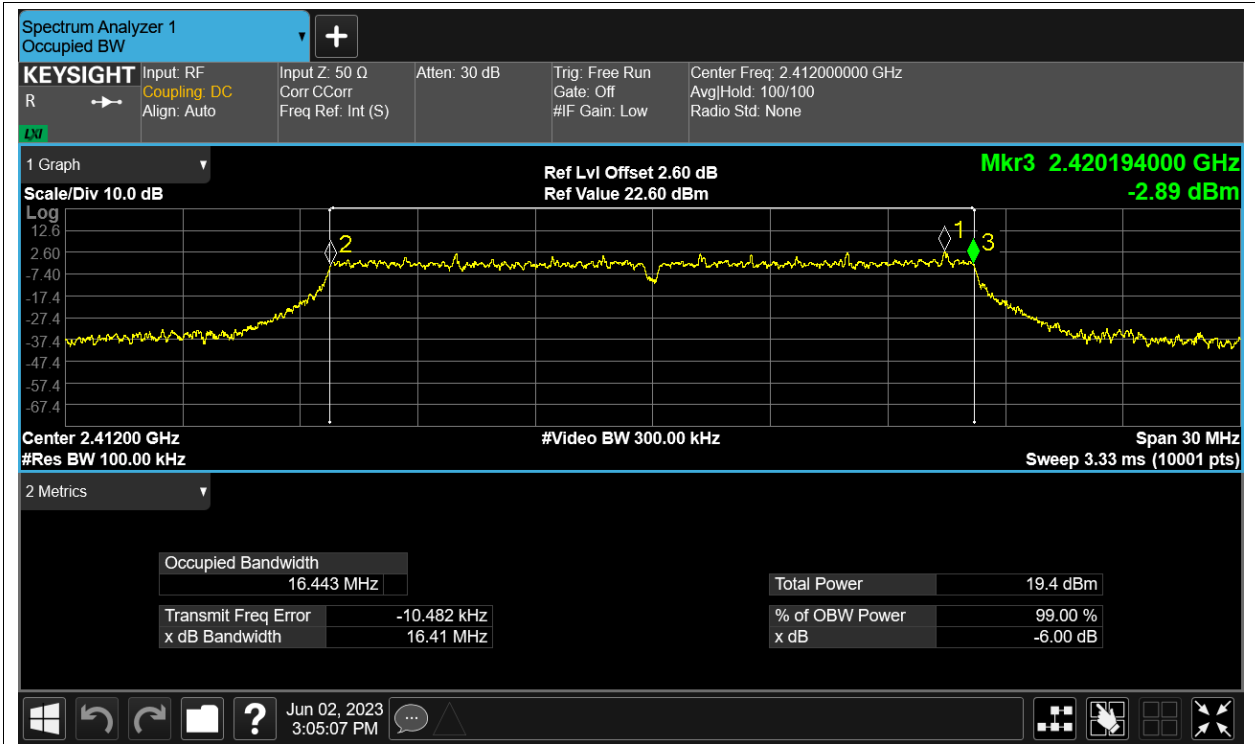 Spectrum Analyzer 1
Occupied BW
KEYSIGHT
R
LXI
Input: RF
Coupling: DC
Align: Auto
Input Z: 50 Ω
Corr CCorr
Freq Ref: Int (S)
Atten: 30 dB
Trig: Free Run
Gate: Off
#IF Gain: Low
Center Freq: 2.412000000 GHz
Avg|Hold: 100/100
Radio Std: None
1 Graph
Scale/Div 10.0 dB
Ref Lvl Offset 2.60 dB
Ref Value 22.60 dBm
Mkr3 2.420194000 GHz
-2.89 dBm
Log
12.6
2.60
-7.40
-17.4
-27.4
-37.4
-47.4
-57.4
-67.4
2
1
3
Center 2.41200 GHz
#Video BW 300.00 kHz
Span 30 MHz
#Res BW 100.00 kHz
Sweep 3.33 ms (10001 pts)
2 Metrics
Occupied Bandwidth
16.443 MHz
Transmit Freq Error -10.482 kHz
x dB Bandwidth 16.41 MHz
Total Power 19.4 dBm
% of OBW Power 99.00 %
x dB -6.00 dB
?
Jun 02, 2023
3:05:07 PM